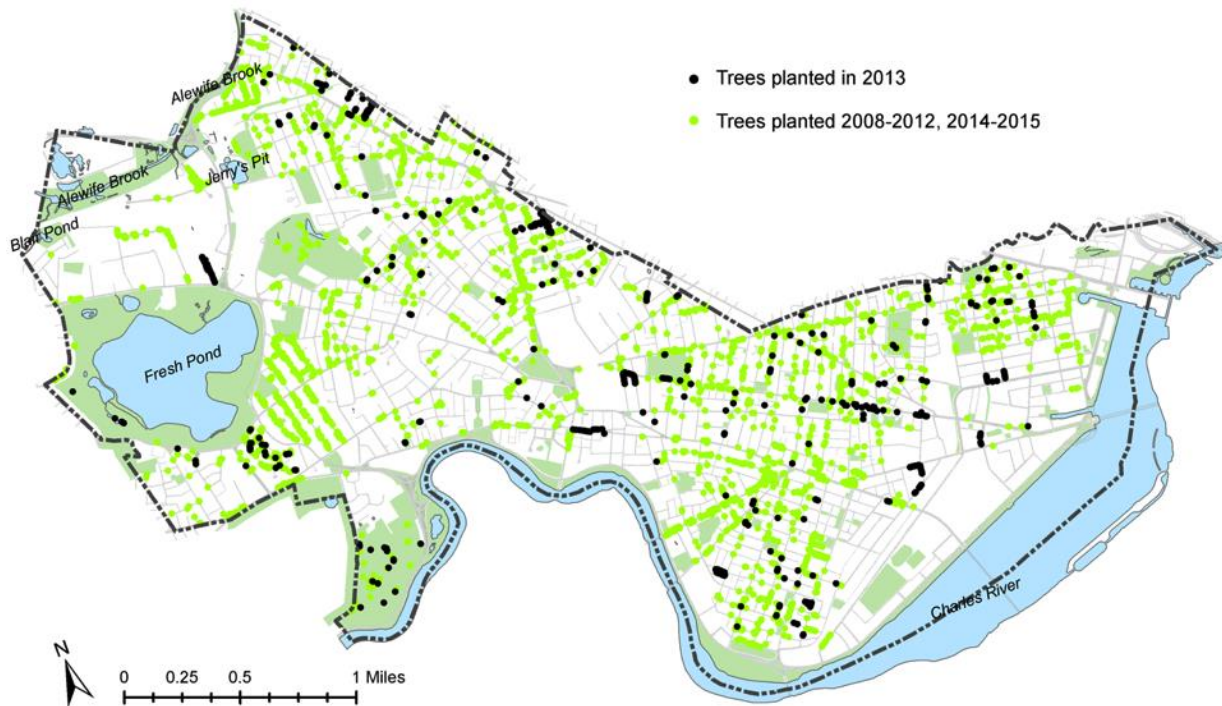 Trees planted in 2013
Trees planted 2008-2012, 2014-2015
Alewife Brook
Jerry's Pit
Alewife Brook
Blair Pond
Fresh Pond
Charles River
N
0 0.25 0.5 1 Miles